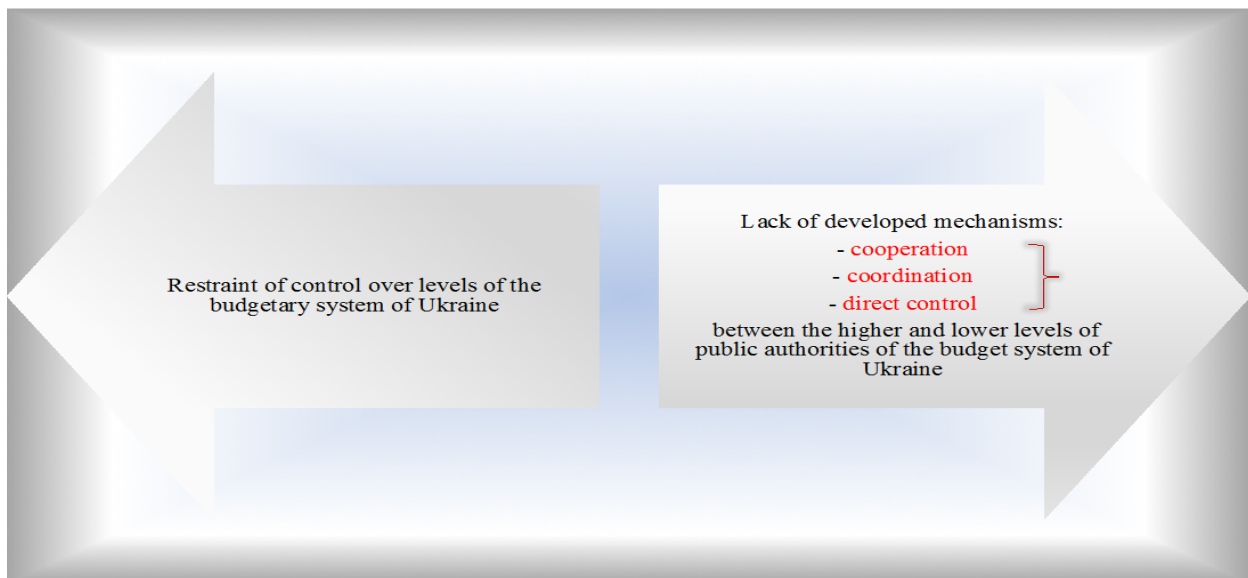 Restraint of control over levels of the
budgetary system of Ukraine
Lack of developed mechanisms:
- cooperation
- coordination
- direct control
between the higher and lower levels of
public authorities of the budget system of
Ukraine